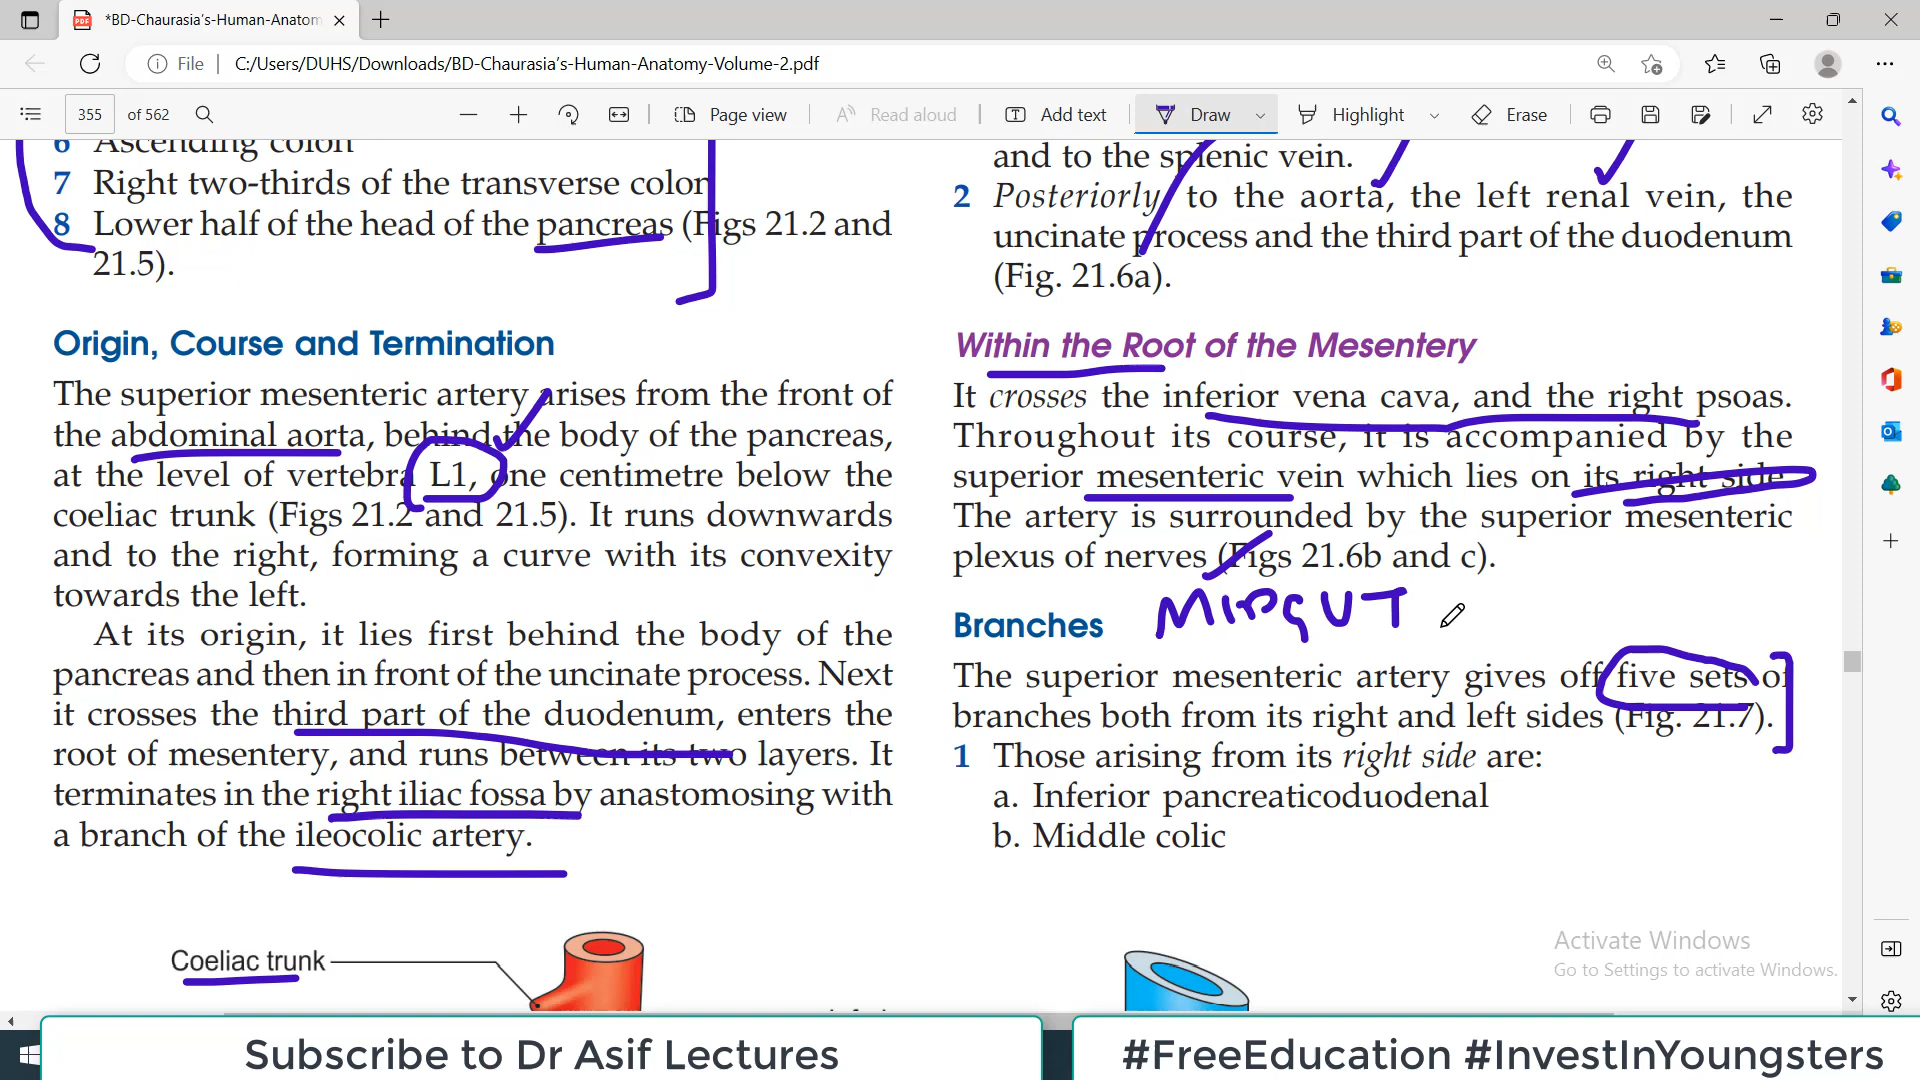 *BD-Chaurasia's-Human-Anatom
File
C:/Users/DUHS/Downloads/BD-Chaurasia's-Human-Anatomy-Volume-2.pdf
355 of 562
Page view
Read aloud
Add text
Draw
Highlight
Erase
6 Ascending colon
7 Right two-thirds of the transverse colon
8 Lower half of the head of the pancreas (Figs 21.2 and
21.5).
Origin, Course and Termination
The superior mesenteric artery arises from the front of
the abdominal aorta, behind the body of the pancreas,
at the level of vertebra L1, one centimetre below the
coeliac trunk (Figs 21.2 and 21.5). It runs downwards
and to the right, forming a curve with its convexity
towards the left.
At its origin, it lies first behind the body of the
pancreas and then in front of the uncinate process. Next
it crosses the third part of the duodenum, enters the
root of mesentery, and runs between its two layers. It
terminates in the right iliac fossa by anastomosing with
a branch of the ileocolic artery.
Coeliac trunk
and to the splenic vein.
2 Posteriorly to the aorta, the left renal vein, the
uncinate process and the third part of the duodenum
(Fig. 21.6a).
Within the Root of the Mesentery
It crosses the inferior vena cava, and the right psoas.
Throughout its course, it is accompanied by the
superior mesenteric vein which lies on its right side.
The artery is surrounded by the superior mesenteric
plexus of nerves (Figs 21.6b and c).
MIDGUT
Branches
The superior mesenteric artery gives off five sets of
branches both from its right and left sides (Fig. 21.7).
1 Those arising from its right side are:
a. Inferior pancreaticoduodenal
b. Middle colic
Activate Windows
Go to Settings to activate Windows.
Subscribe to Dr Asif Lectures
#FreeEducation #InvestInYoungsters